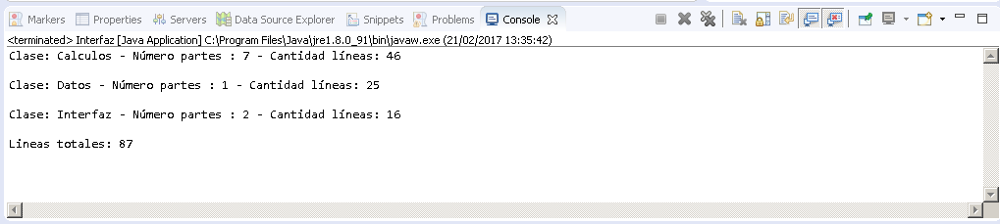 Markers Properties Servers Data Source Explorer Snippets Problems Console
<terminated> Interfaz [Java Application] C:\Program Files\Java\jre1.8.0_91\bin\javaw.exe (21/02/2017 13:35:42)
Clase: Calculos - Número partes : 7 - Cantidad líneas: 46
Clase: Datos - Número partes : 1 - Cantidad líneas: 25
Clase: Interfaz - Número partes : 2 - Cantidad líneas: 16
Lineas totales: 87